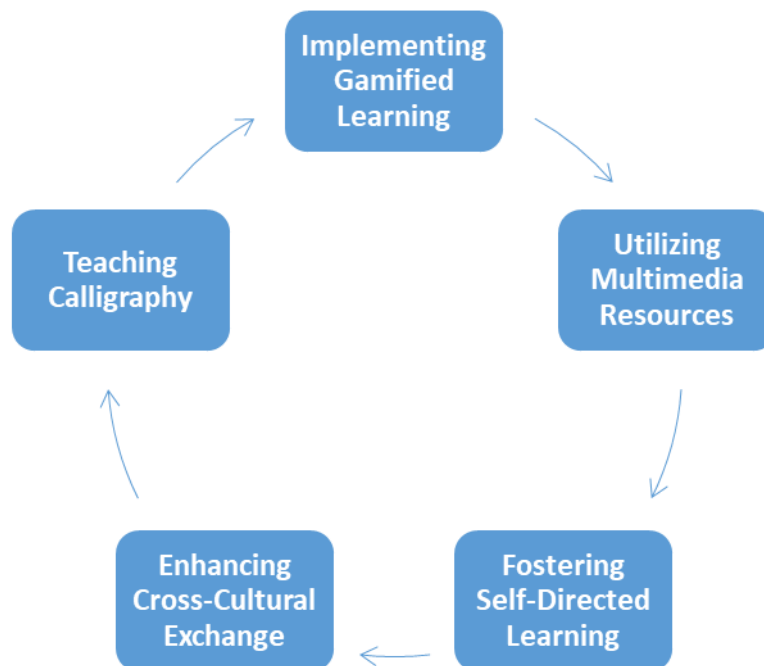 Implementing
Gamified
Learning
Utilizing
Multimedia
Resources
Fostering
Self-Directed
Learning
Enhancing
Cross-Cultural
Exchange
Teaching
Calligraphy